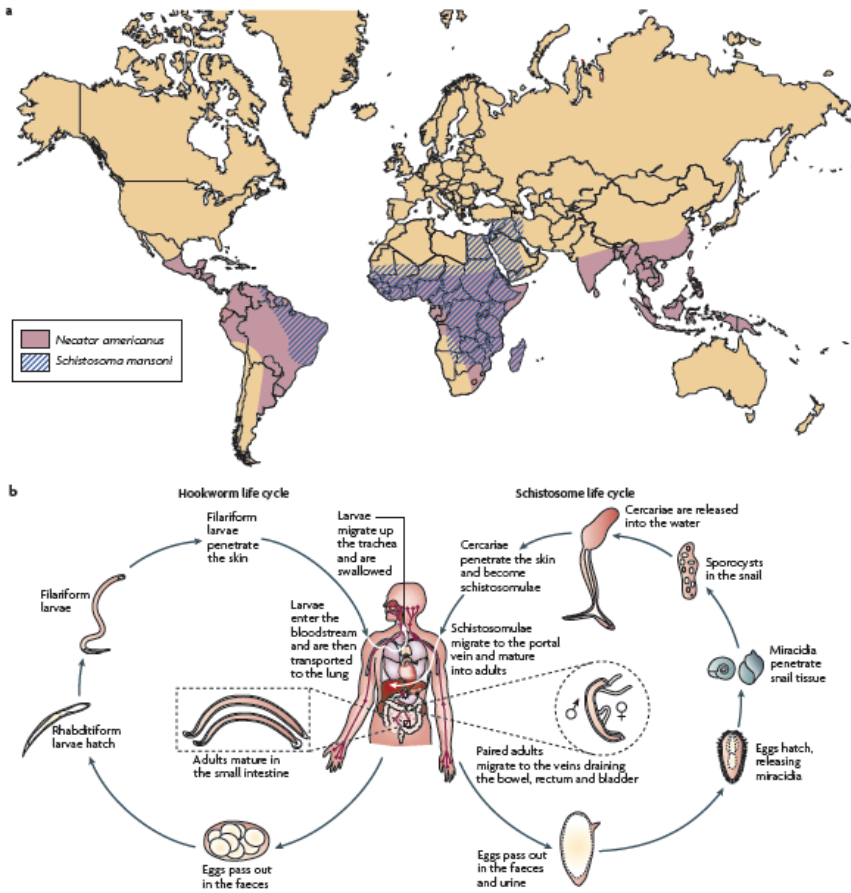 a
Necator americanus
Schistosoma mansoni
b
Hookworm life cycle
Filariform
larvae
penetrate
the skin
Larvae
migrate up
the trachea and are
swallowed
Filariform
larvae
Larvae
enter the
bloodstream
and are then
transported
to the lung
Rhabditiform
larvae hatch
Adults mature in
the small intestine
Eggs pass out
in the faeces
Schistosome life cycle
Cercariae are released
into the water
Cercariae
penetrate the skin
and become
schistosomulae
Sporocysts
in the snail
Schistosomulae
migrate to the portal
vein and mature
into adults
Miracidia
penetrate
snail tissue
♂
♀
Paired adults
migrate to the veins draining
the bowel, rectum and bladder
Eggs hatch,
releasing
miracidia
Eggs pass out
in the faeces
and urine